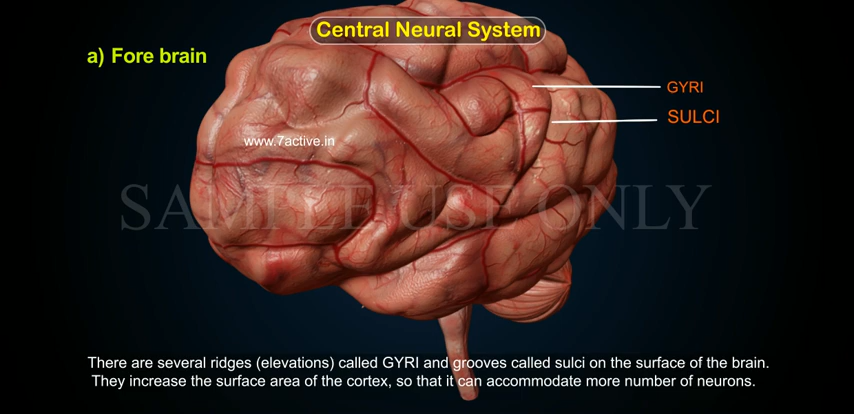 Central Neural System
a) Fore brain
GYRI
SULCI
www.7activein
SAMPLE USE ONLY
There are several ridges (elevations) called GYRI and grooves called sulci on the surface of the brain.
They increase the surface area of the cortex, so that it can accommodate more number of neurons.